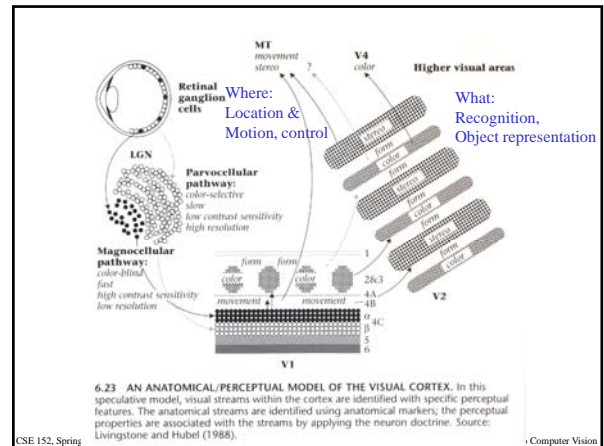 MT
movement
stereo
?
V4
color
Higher visual areas
Retinal
ganglion
cells
Where:
Location &
Motion, control
What:
Recognition,
Object representation
LGN
Parvocellular
pathway:
color-selective
slow
low contrast sensitivity
high resolution
Magnocellular
pathway:
color-blind
fast
high contrast sensitivity
low resolution
stereo
form
color
form
stereo
form
color
form
stereo
form
color
V2
form form
color color
movement movement
1
2&3
4A
4B
α
4C
β
5
6
V1
6.23 AN ANATOMICAL/PERCEPTUAL MODEL OF THE VISUAL CORTEX. In this
speculative model, visual streams within the cortex are identified with specific perceptual
features. The anatomical streams are identified using anatomical markers; the perceptual
properties are associated with the streams by applying the neuron doctrine. Source:
Livingstone and Hubel (1988).
CSE 152, Spring
Computer Vision